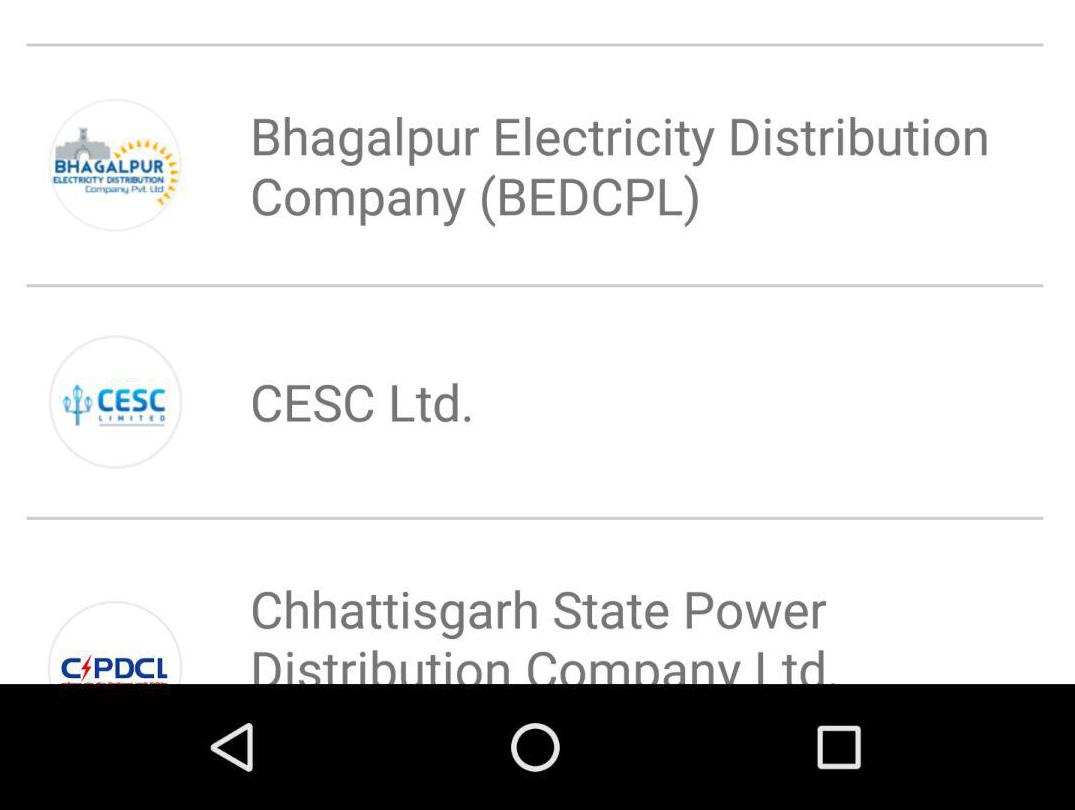 BHAGALPUR
ELECTRICITY DISTRIBUTION
Company Pvt. Ltd
Bhagalpur Electricity Distribution
Company (BEDCPL)
CESC
LIMITED
CESC Ltd.
CSPDCL
Chhattisgarh State Power
Distribution Company Ltd.